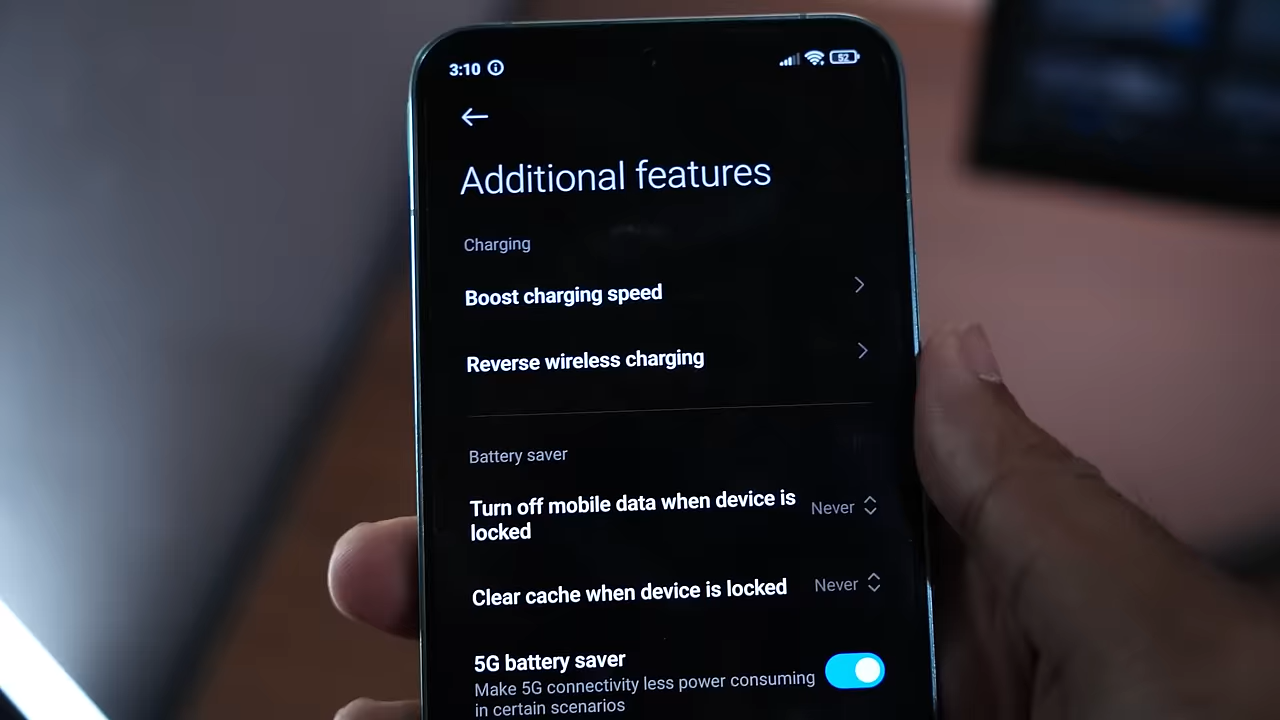 3:10
52
Additional features
Charging
Boost charging speed
Reverse wireless charging
Battery saver
Turn off mobile data when device is
locked
Never
Clear cache when device is locked
Never
5G battery saver
Make 5G connectivity less power consuming
in certain scenarios